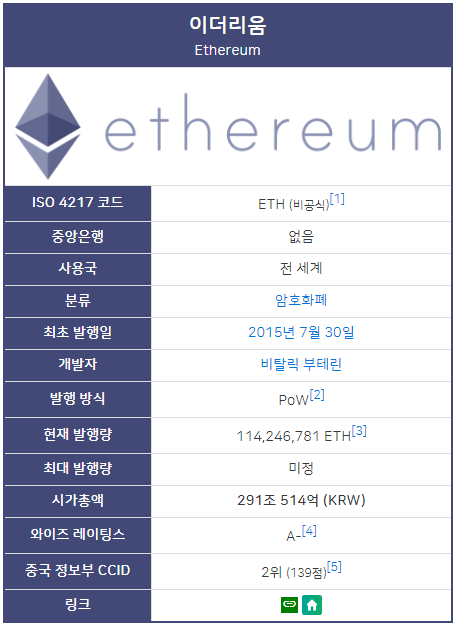 이더리움
Ethereum
ethereum
ISO 4217 코드 ETH (비공식)[1]
중앙은행 없음
사용국 전 세계
분류 암호화폐
최초 발행일 2015년 7월 30일
개발자 비탈릭 부테린
발행 방식 PoW[2]
현재 발행량 114,246,781 ETH[3]
최대 발행량 미정
시가총액 291조 514억 (KRW)
와이즈 레이팅스 A-[4]
중국 정보부 CCID 2위 (139점)[5]
링크